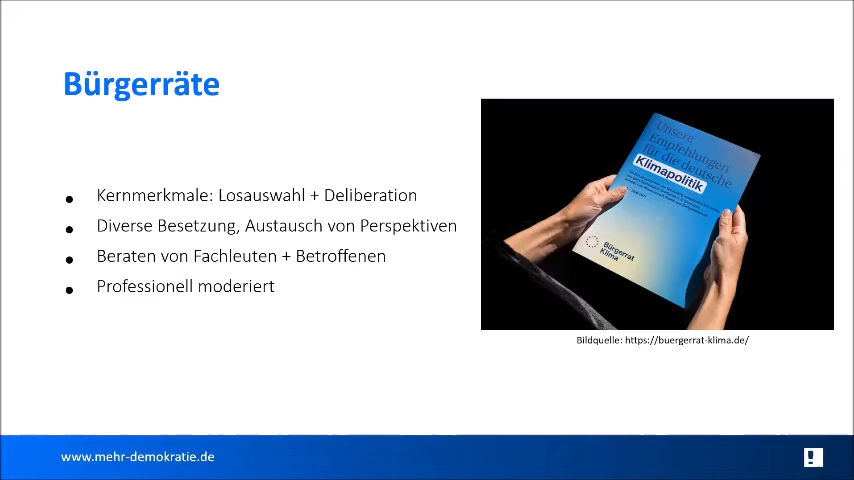 Bürgerräte
Kernmerkmale: Losauswahl + Deliberation
Diverse Besetzung, Austausch von Perspektiven
Beraten von Fachleuten + Betroffenen
Professionell moderiert
Unsere
Empfehlungen
für die deutsche
Klimapolitik
Bürgerrat
Klima
Bildquelle: https://buergerrat-klima.de/
www.mehr-demokratie.de